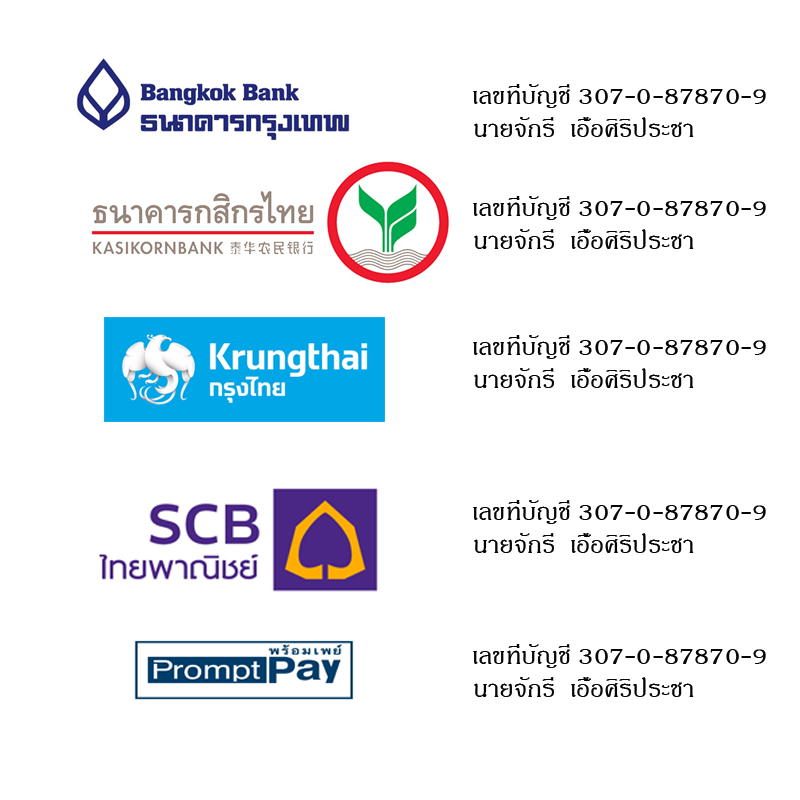 Bangkok Bank
ธนาคารกรุงเทพ
เลขที่บัญชี 307-0-87870-9
นายจักรี เอื้อศิริประชา
ธนาคารกสิกรไทย
KASIKORNBANK 泰华农民银行
เลขที่บัญชี 307-0-87870-9
นายจักรี เอื้อศิริประชา
Krungthai
กรุงไทย
เลขที่บัญชี 307-0-87870-9
นายจักรี เอื้อศิริประชา
SCB
ไทยพาณิชย์
เลขที่บัญชี 307-0-87870-9
นายจักรี เอื้อศิริประชา
พร้อมเพย์
Prompt Pay
เลขที่บัญชี 307-0-87870-9
นายจักรี เอื้อศิริประชา